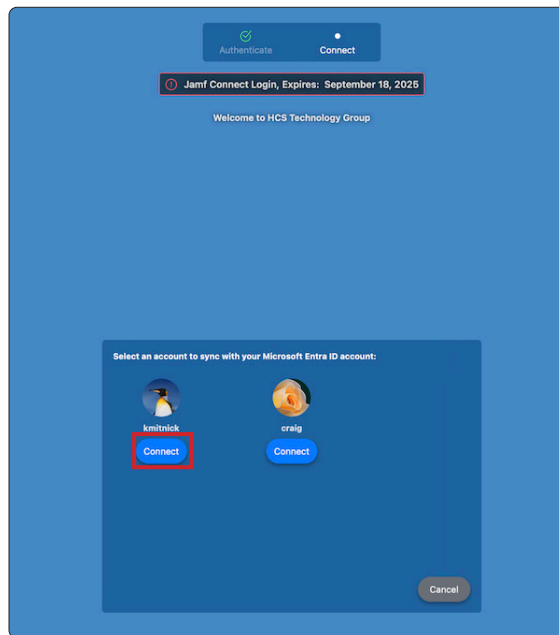 Authenticate Connect
Jamf Connect Login, Expires: September 18, 2025
Welcome to HCS Technology Group
Select an account to sync with your Microsoft Entra ID account:
kmitnick craig
Connect Connect
Cancel